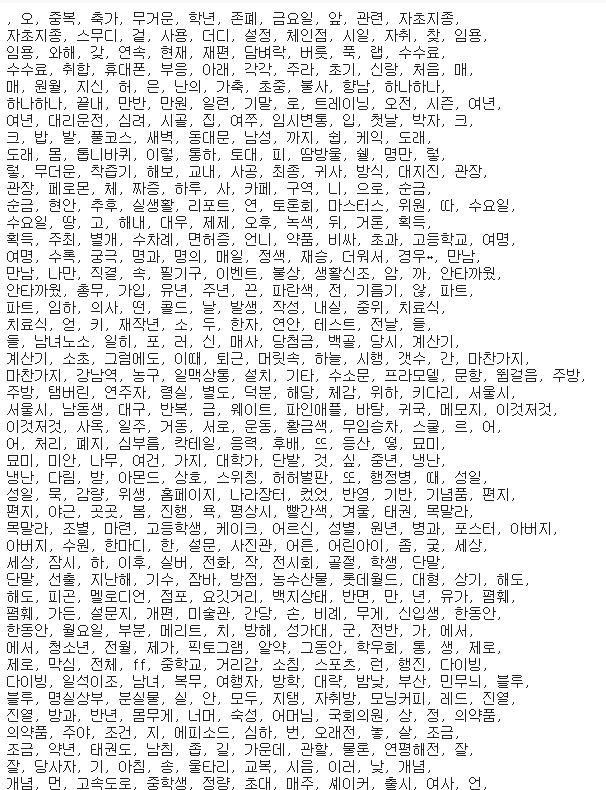 , 오, 중복, 축가, 무거운, 학년, 존폐, 금요일, 앞, 관련, 자초지종,
자초지종, 스무디, 걸, 사용, 더디, 설정, 체인점, 시일, 자취, 찾, 임용,
임용, 와해, 갖, 연속, 현재, 재편, 담벼락, 버릇, 푹, 랩, 수수료,
수수료, 취합, 휴대폰, 부응, 아래, 각각, 주라, 초기, 신랑, 처음, 매,
매, 원월, 지신, 허, 은, 난의, 가축, 초중, 봉사, 향남, 하나하나,
하나하나, 끝내, 만반, 만원, 일련, 기말, 로, 트레이닝, 오전, 시즌, 여년,
여년, 대리운전, 심려, 시골, 집, 여쭈, 임시변통, 입, 첫날, 박자, 크,
크, 밥, 발, 풀코스, 새벽, 동대문, 남성, 까지, 쉽, 케익, 도래,
도래, 몸, 톱니바퀴, 이렇, 통하, 토대, 피, 땀방울, 쉘, 명만, 렇,
렇, 무더운, 착즙기, 해보, 교내, 사공, 최종, 귀사, 방식, 대지진, 관장,
관장, 페로몬, 체, 짜증, 하루, 사, 카페, 구역, 니, 으로, 순금,
순금, 현안, 추후, 실생활, 리포트, 연, 토론회, 마스터스, 위원, 따, 수요일,
수요일, 땅, 고, 해내, 대우, 제제, 오후, 녹색, 뒤, 거론, 획득,
획득, 주최, 별개, 수차례, 면허증, 언니, 약품, 비싸, 초과, 고등학교, 여명,
여명, 수록, 궁극, 명과, 명의, 매일, 정색, 재승, 더워서, 경우, 만남,
만남, 나만, 직결, 속, 필기구, 이벤트, 불상, 생활신조, 암, 까, 안타까웠,
안타까웠, 총무, 가입, 유년, 주년, 끈, 파란색, 전, 기름기, 않, 파트,
파트, 임하, 의사, 떤, 골드, 날, 발생, 작성, 내실, 중위, 치료식,
치료식, 얻, 키, 재작년, 소, 두, 한자, 연안, 테스트, 전날, 들,
들, 남녀노소, 일히, 포, 러, 신, 매사, 당첨금, 백골, 당시, 계산기,
계산기, 소초, 그럼에도, 이때, 퇴근, 머릿속, 하늘, 시행, 갯수, 간, 마찬가지,
마찬가지, 강남역, 농구, 일맥상통, 설치, 기타, 수소문, 프라모델, 문항, 뜀걸음, 주방,
주방, 탬버린, 연주자, 형실, 별도, 덕분, 해당, 체감, 위하, 키다리, 서울시,
서울시, 남동생, 대구, 반복, 금, 웨이트, 파인애플, 바탕, 귀국, 메모지, 이것저것,
이것저것, 사옥, 일주, 거동, 서로, 운동, 황금색, 무임승차, 스쿨, 르, 어,
어, 처리, 폐지, 심부름, 칵테일, 응력, 후배, 뜨, 등산, 떻, 묘미,
묘미, 미안, 나무, 여건, 가지, 대학가, 단발, 것, 싶, 중년, 냉난,
냉난, 다림, 방, 아몬드, 상호, 스위칭, 허허벌판, 또, 행정병, 때, 성일,
성일, 묵, 감량, 위생, 홈페이지, 나라장터, 컸었, 반영, 기반, 기념품, 편지,
편지, 야근, 곳곳, 봄, 진행, 욕, 평상시, 빨간색, 겨울, 태권, 목말라,
목말라, 조별, 마련, 고등학생, 케이크, 어르신, 성별, 원년, 병과, 포스터, 아버지,
아버지, 수원, 한마디, 한, 설문, 사진관, 어른, 어린아이, 좀, 궂, 세상,
세상, 잠시, 하, 이후, 실버, 전화, 작, 전시회, 골절, 학생, 단말,
단말, 선출, 지난해, 기수, 잠바, 방점, 농수산물, 롯데월드, 대형, 상기, 해도,
해도, 피곤, 멜로디언, 점포, 요깃거리, 백지상태, 반면, 만, 년, 유가, 폄훼,
폄훼, 가든, 설문지, 개편, 미술관, 간담, 손, 비례, 무게, 신입생, 한동안,
한동안, 월요일, 부분, 메리트, 치, 방해, 성가대, 군, 전반, 가, 에서,
에서, 청소년, 전월, 제가, 픽토그램, 알약, 그동안, 학우회, 통, 생, 제로,
제로, 막심, 전체, ff, 중학교, 거리감, 소침, 스포츠, 런, 행진, 다이빙,
다이빙, 일석이조, 남녀, 복무, 여행자, 방학, 대략, 밤낮, 부산, 민무늬, 블루,
블루, 명실상부, 분실물, 실, 안, 모두, 지탱, 자취방, 모닝커피, 레드, 진열,
진열, 방과, 반년, 몸무게, 너머, 숙성, 어머님, 국회의원, 상, 정, 의약품,
의약품, 주야, 조건, 지, 에피소드, 심하, 번, 오래전, 놓, 살, 조금,
조금, 약년, 태권도, 남침, 좁, 길, 가운데, 관할, 물론, 연평해전, 잘,
잘, 당사자, 기, 아침, 송, 울타리, 교복, 시음, 이러, 낮, 개념,
개념, 먼, 고속도로, 중학생, 정량, 초대, 매주, 셰이커, 출시, 여사, 언,